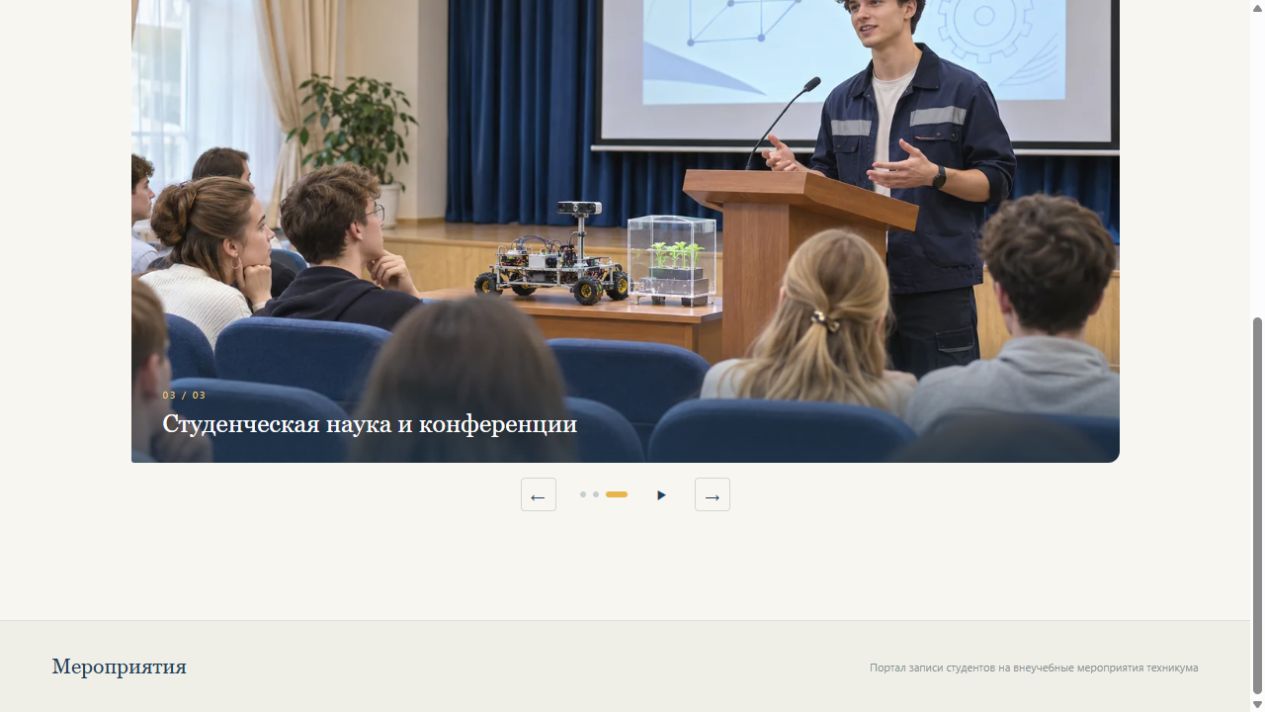 03 / 03
Студенческая наука и конференции
Мероприятия
Портал записи студентов на внеучебные мероприятия техникума